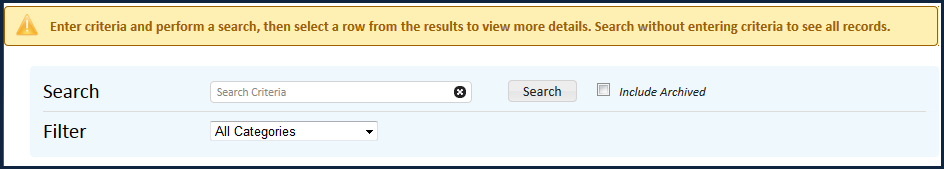 Enter criteria and perform a search, then select a row from the results to view more details. Search without entering criteria to see all records.
Search Search Criteria Search Include Archived
Filter All Categories